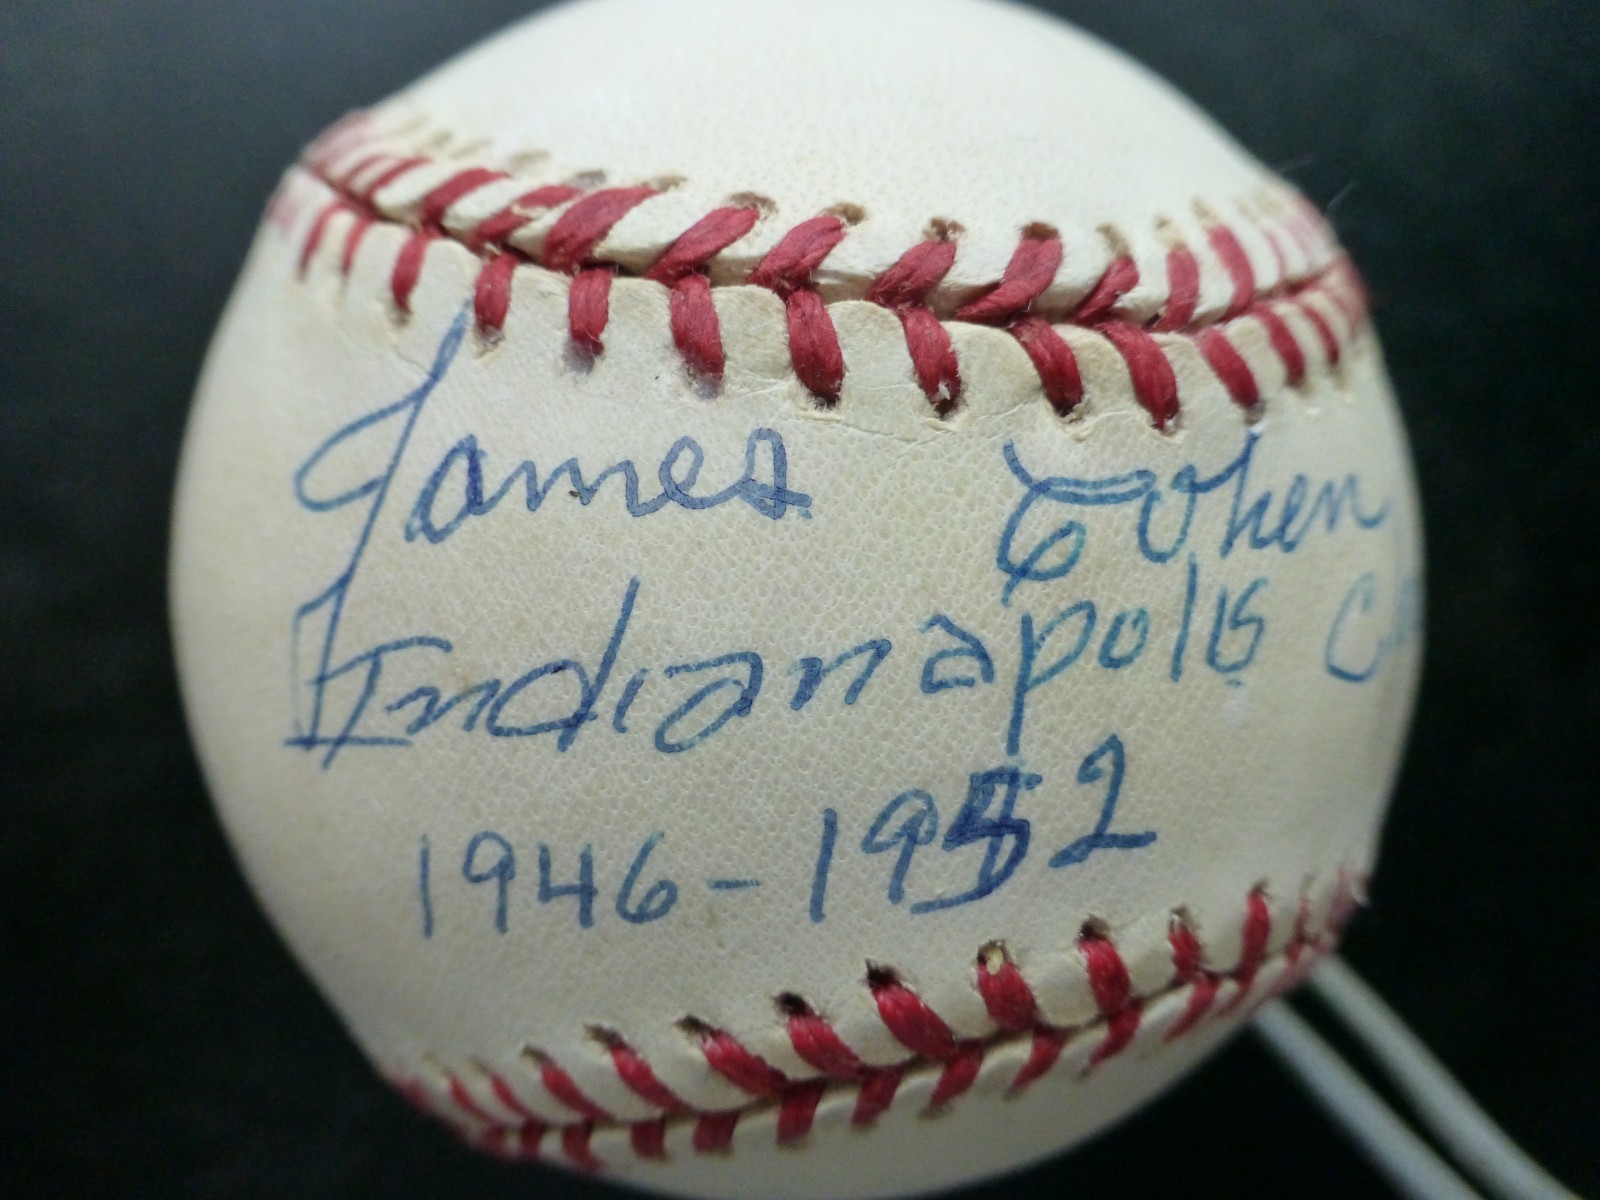 James Cohen
Indianapolis
1946-1952